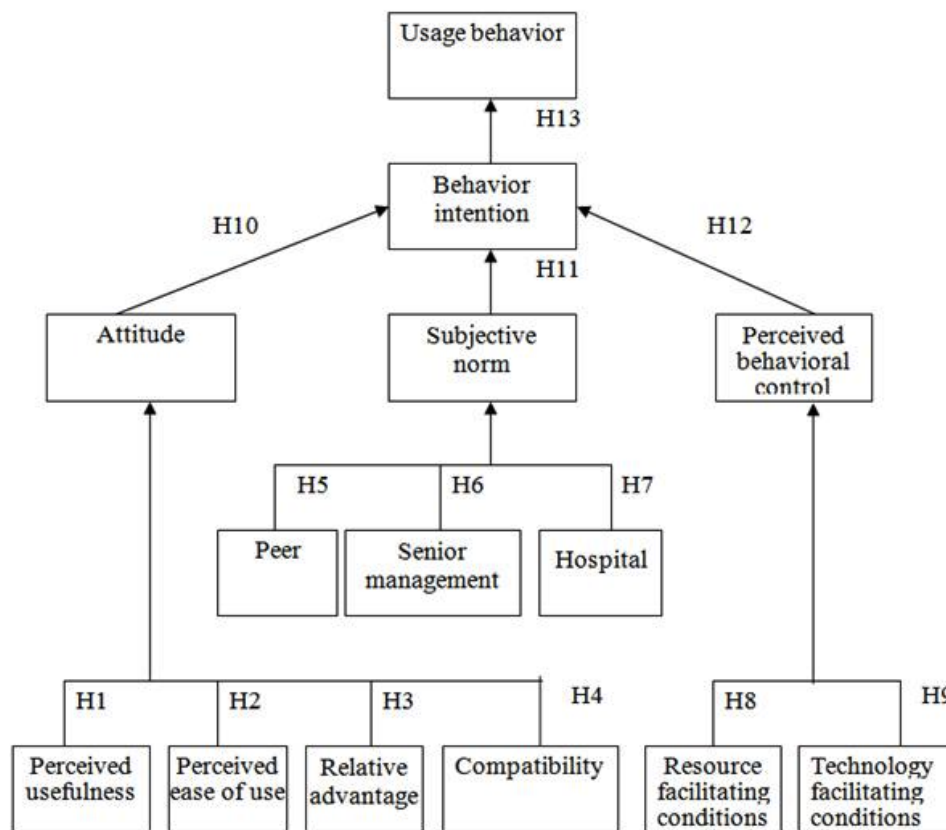 Usage behavior
H13
Behavior
intention
H10
H12
H11
Attitude
Subjective
norm
Perceived
behavioral
control
H5
H6
H7
Peer
Senior
management
Hospital
H1
H2
H3
H4
H8
H9
Perceived
usefulness
Perceived
ease of use
Relative
advantage
Compatibility
Resource
facilitating
conditions
Technology
facilitating
conditions